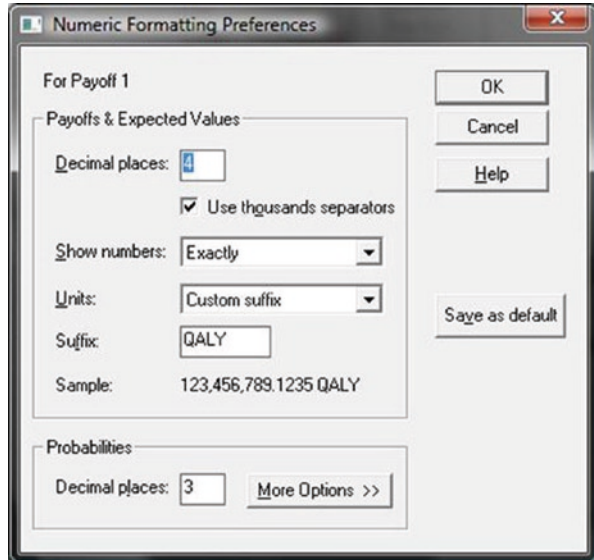 Numeric Formatting Preferences
For Payoff 1
OK
Payoffs & Expected Values
Cancel
Decimal places: 4
Help
Use thousands separators
Show numbers: Exactly
Units: Custom suffix
Save as default
Suffix: QALY
Sample: 123,456,789.1235 QALY
Probabilities
Decimal places: 3 More Options >>